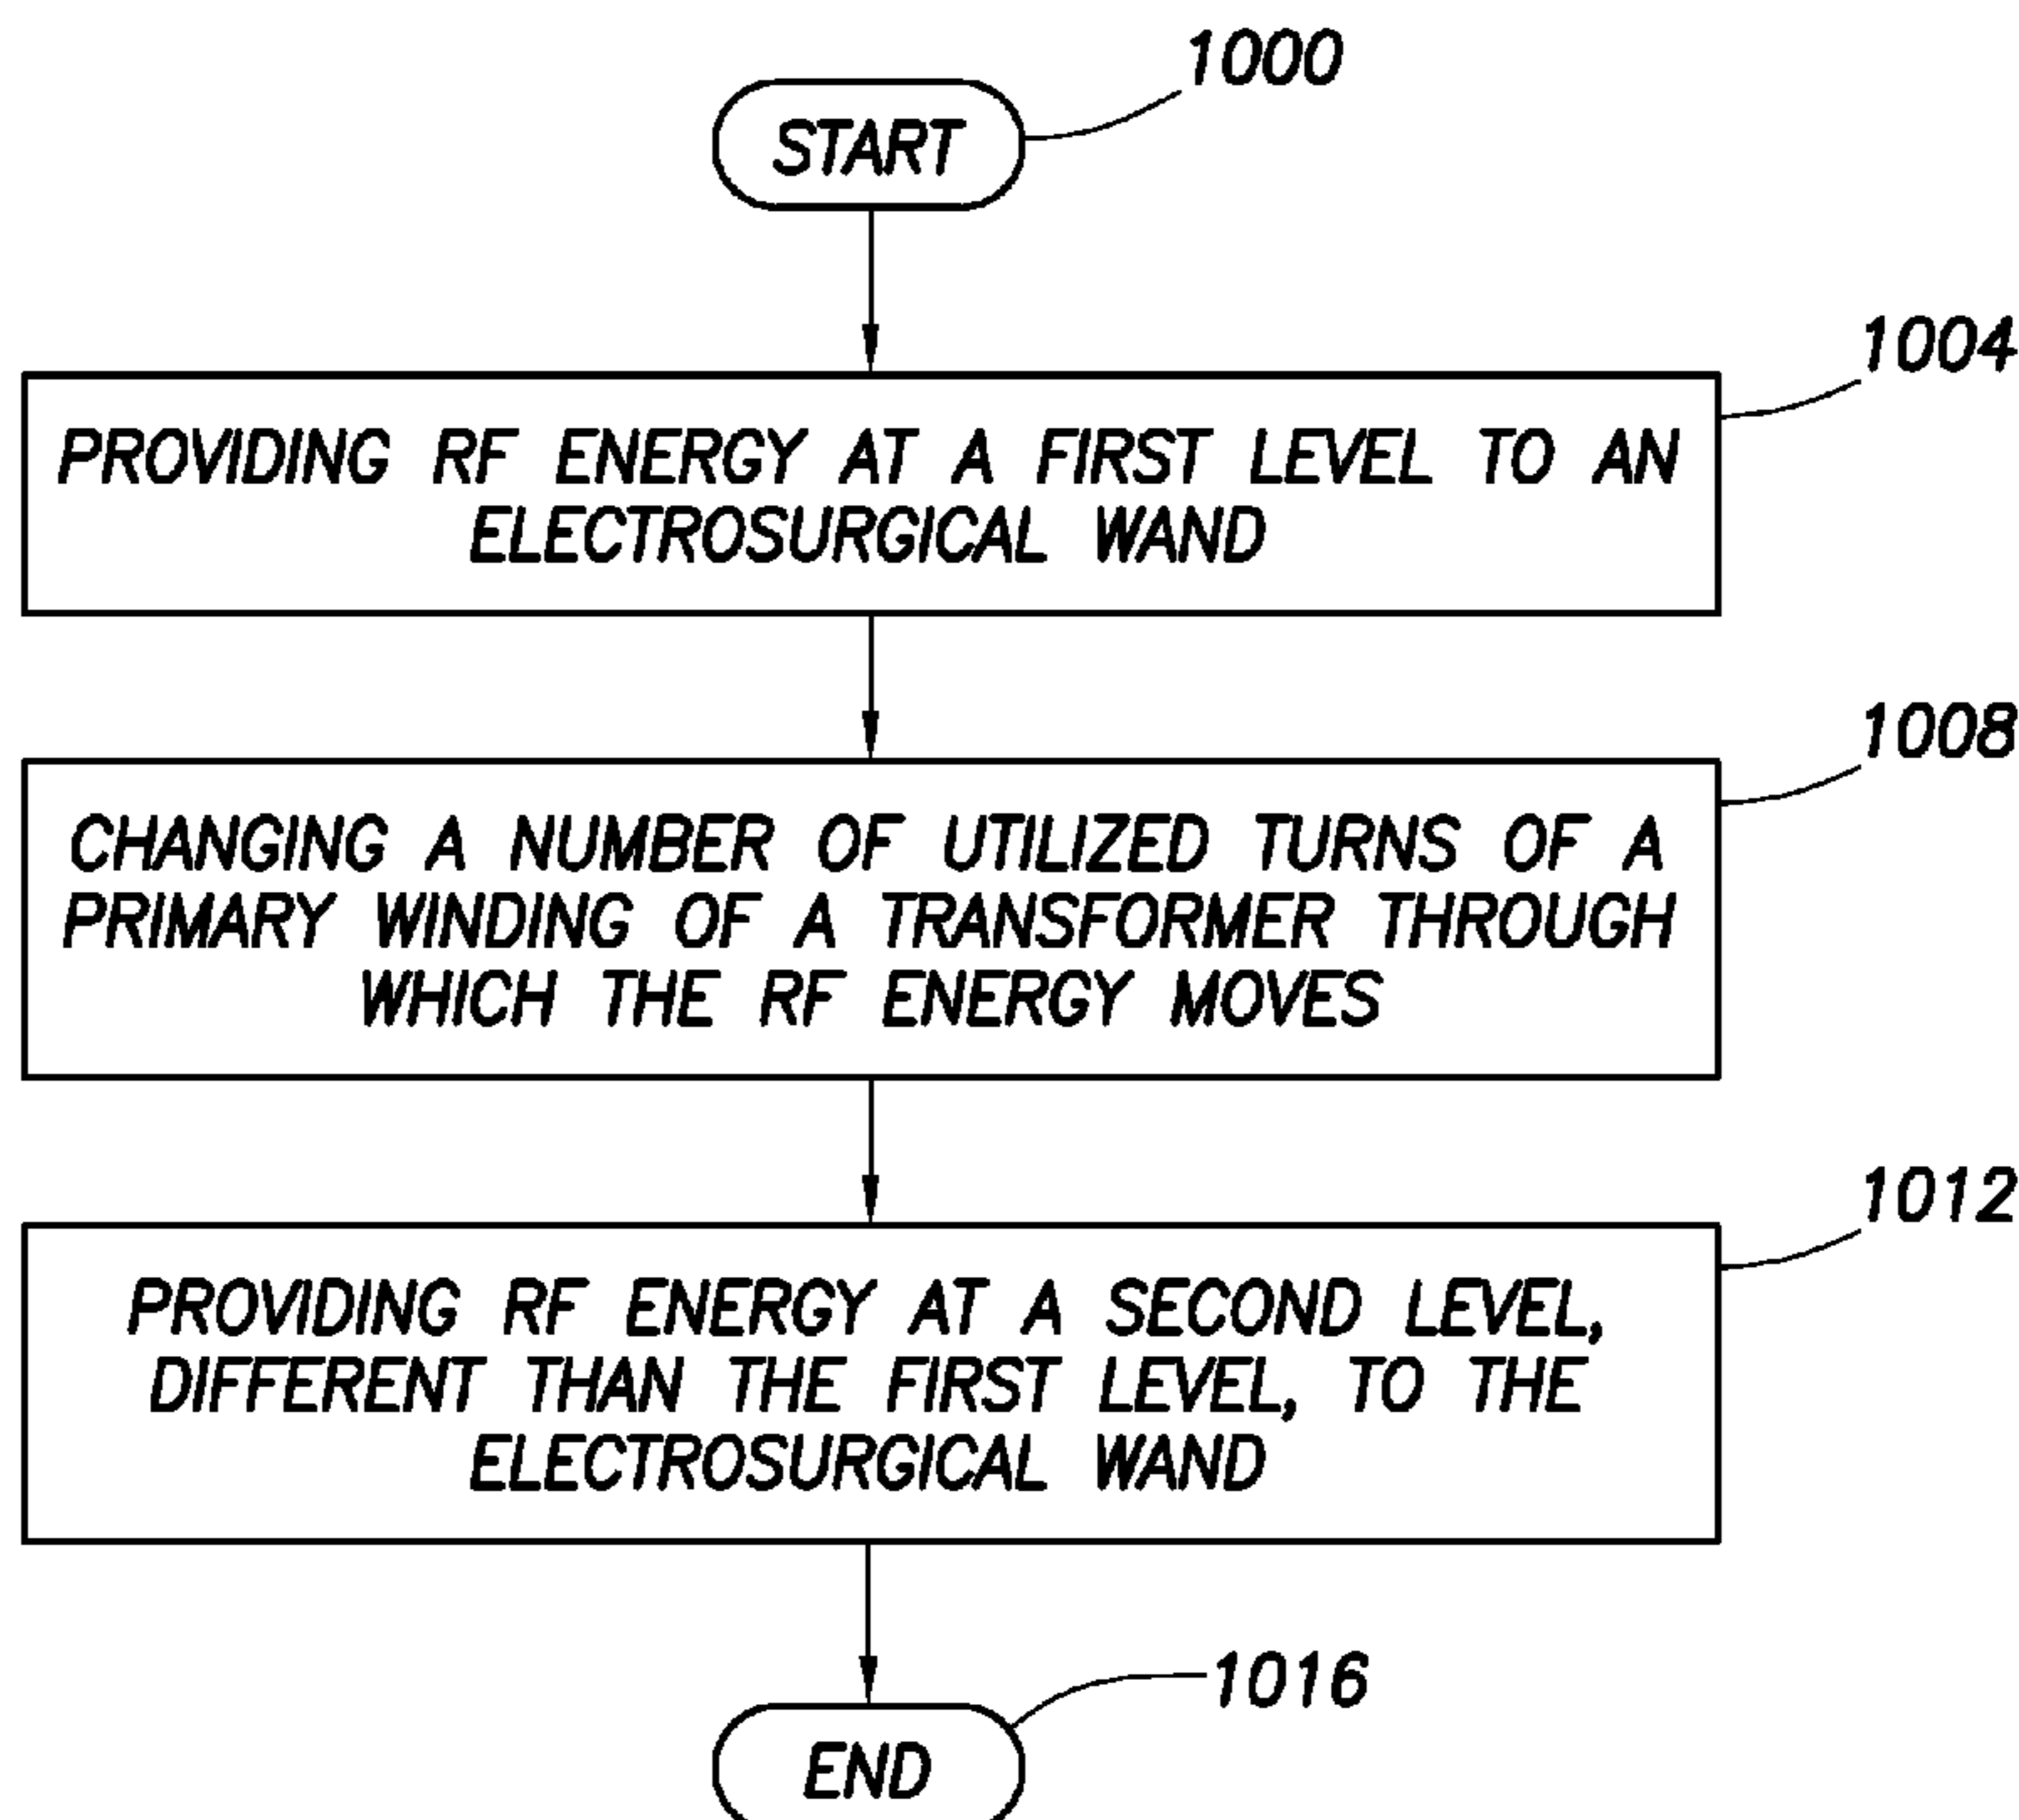 1000
START
1004
PROVIDING RF ENERGY AT A FIRST LEVEL TO AN
ELECTROSURGICAL WAND
1008
CHANGING A NUMBER OF UTILIZED TURNS OF A
PRIMARY WINDING OF A TRANSFORMER THROUGH
WHICH THE RF ENERGY MOVES
1012
PROVIDING RF ENERGY AT A SECOND LEVEL,
DIFFERENT THAN THE FIRST LEVEL, TO THE
ELECTROSURGICAL WAND
1016
END